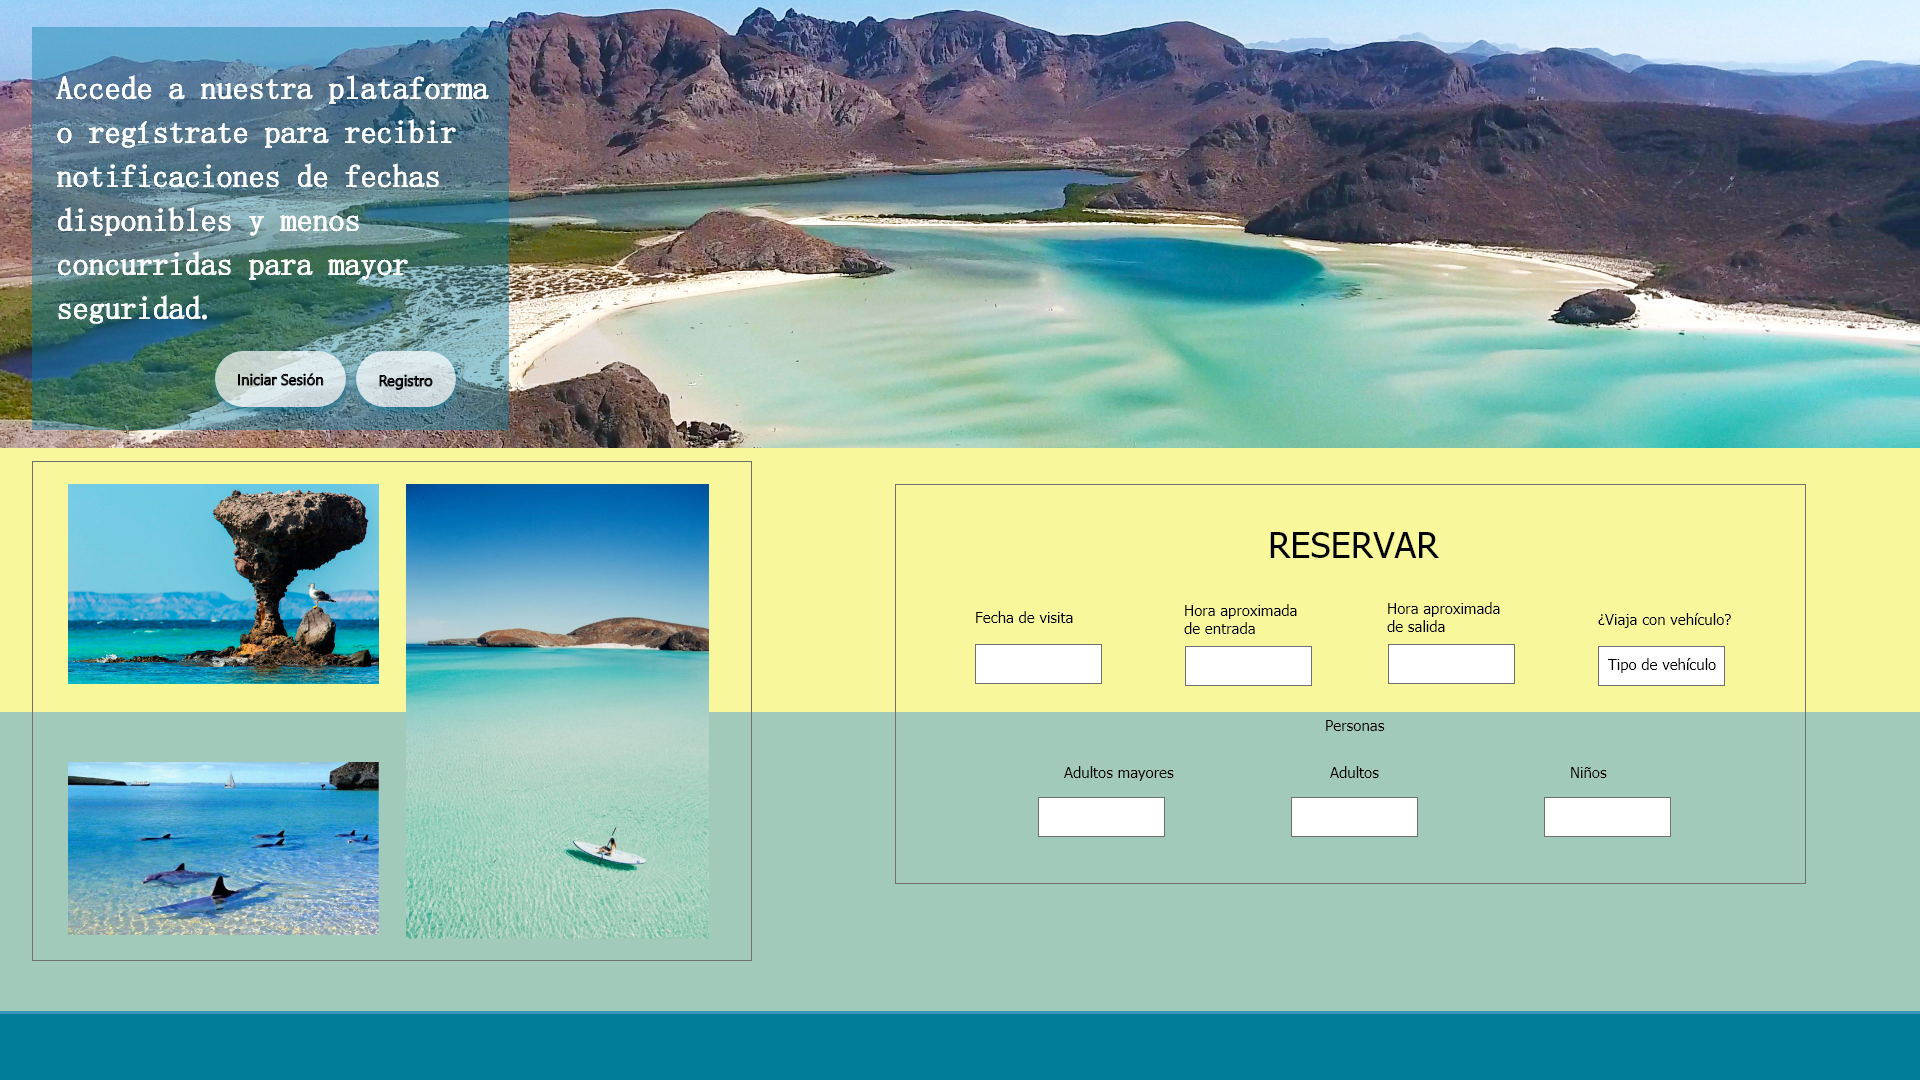 Accede a nuestra plataforma
o regístrate para recibir
notificaciones de fechas
disponibles y menos
concurridas para mayor
seguridad.
Iniciar Sesión
Registro
RESERVAR
Fecha de visita
Hora aproximada
de entrada
Hora aproximada
de salida
¿Viaja con vehículo?
Tipo de vehículo
Personas
Adultos mayores
Adultos
Niños